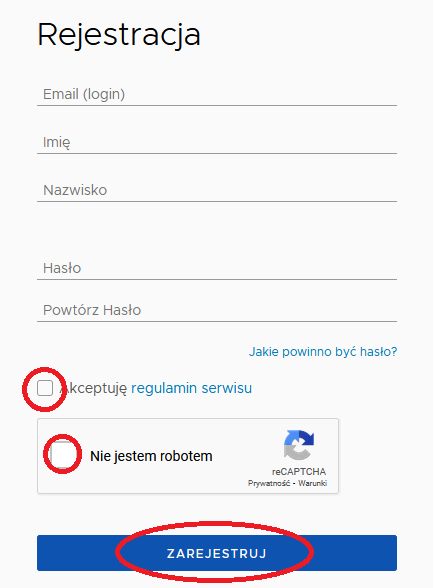 Rejestracja
Email (login)
Imię
Nazwisko
Hasło
Powtórz Hasło
Jakie powinno być hasło?
Akceptuję regulamin serwisu
Nie jestem robotem
reCAPTCHA
Prywatność - Warunki
ZAREJESTRUJ